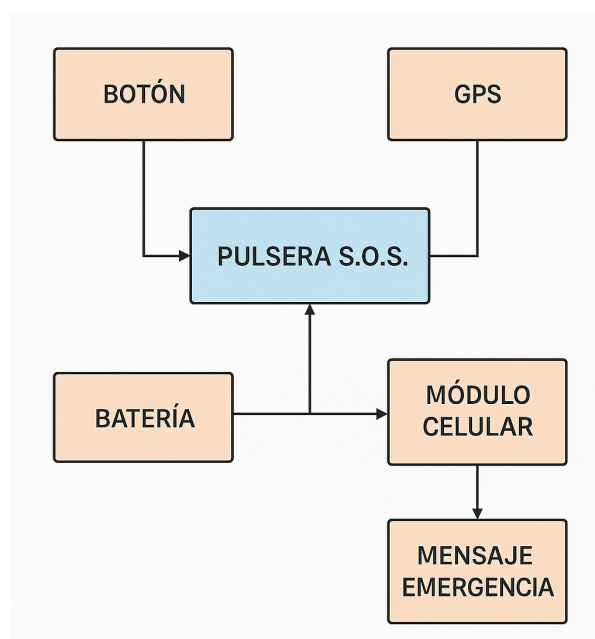 BOTÓN
GPS
PULSERA S.O.S.
BATERÍA
MÓDULO
CELULAR
MENSAJE
EMERGENCIA